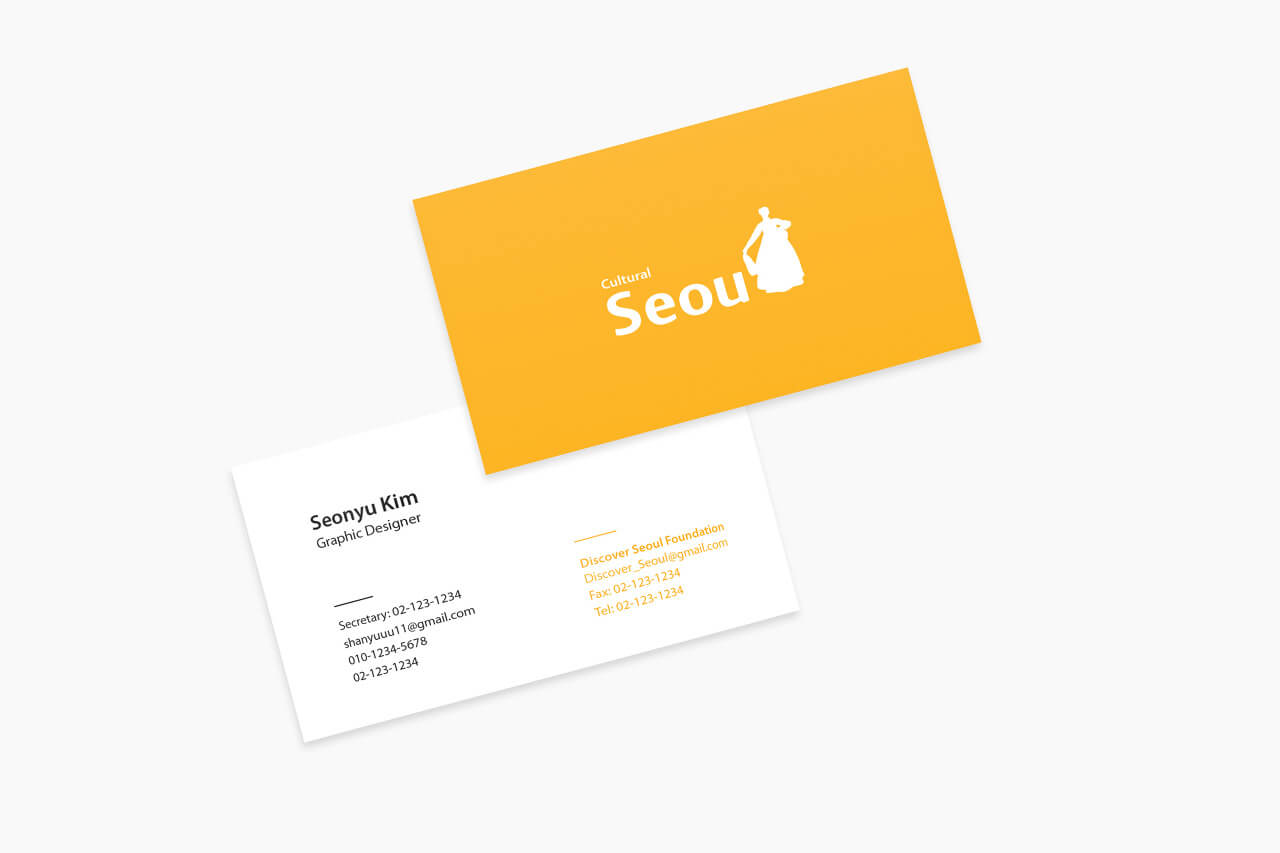 Cultural
Seou
Seonyu Kim
Graphic Designer
Secretary: 02-123-1234
shanyuuu11@gmail.com
010-1234-5678
02-123-1234
Discover Seoul Foundation
Discover_Seoul@gmail.com
Fax: 02-123-1234
Tel: 02-123-1234